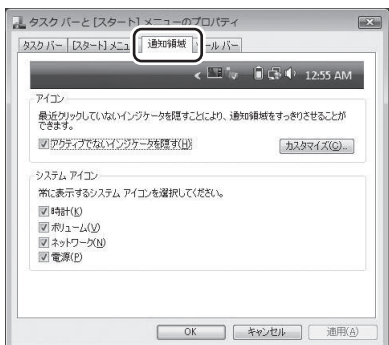 タスク バーと [スタート] メニューのプロパティ
タスク バー [スタート] メニュー 通知領域 ツール バー
12:55 AM
アイコン
最近クリックしていないインジケータを隠すことにより、通知領域をすっきりさせることが
できます。
アクティブでないインジケータを隠す(H)
カスタマイズ(C)...
システム アイコン
常に表示するシステム アイコンを選択してください。
時計(K)
ボリューム(V)
ネットワーク(N)
電源(P)
OK キャンセル 適用(A)